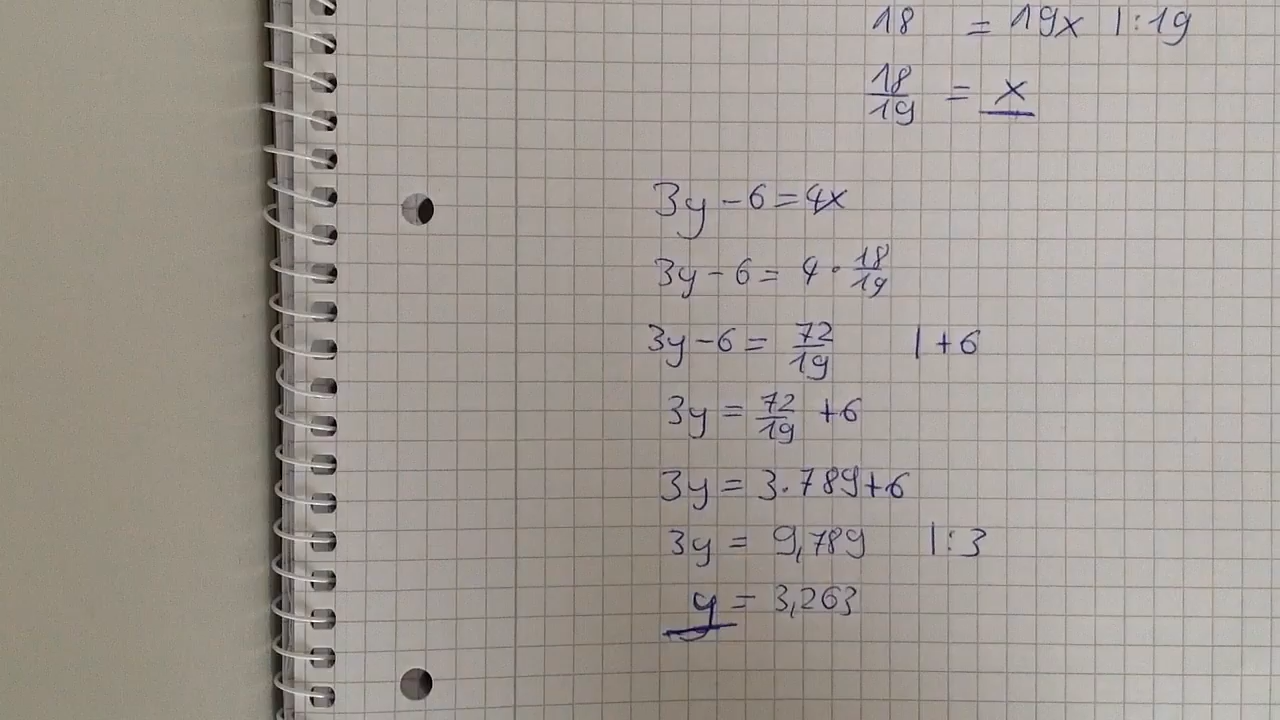 18 = 19x |:19
18/19 = x
3y - 6 = 4x
3y - 6 = 4 · 18/19
3y - 6 = 72/19 | + 6
3y = 72/19 + 6
3y = 3.789 + 6
3y = 9,789 | : 3
y = 3,263